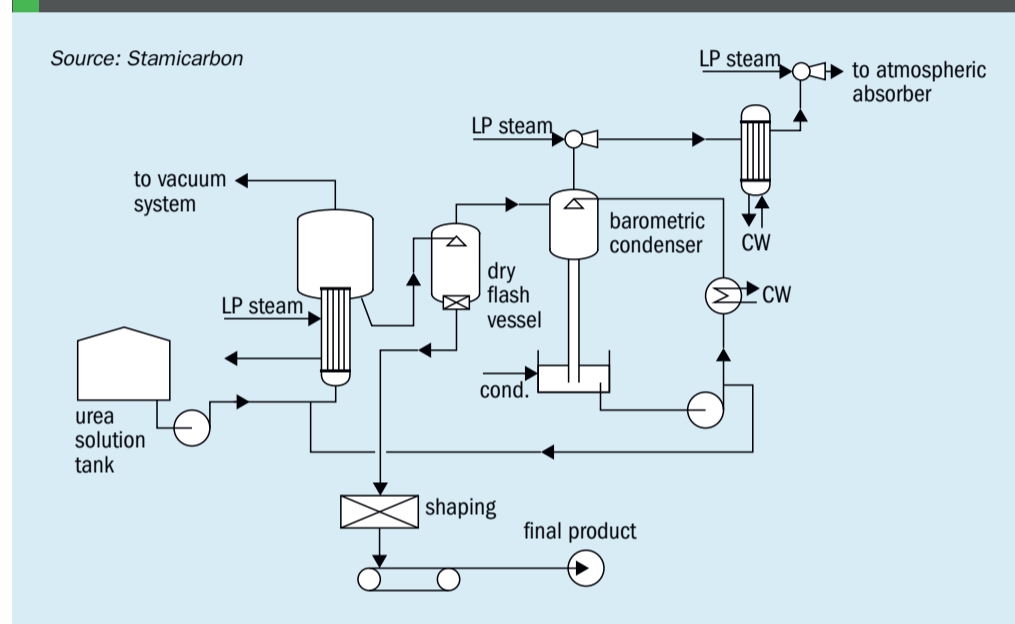 Source: Stamicarbon
LP steam
to atmospheric
absorber
LP steam
to vacuum
system
barometric
condenser
CW
dry
flash
vessel
CW
LP steam
cond.
urea
solution
tank
shaping
final product